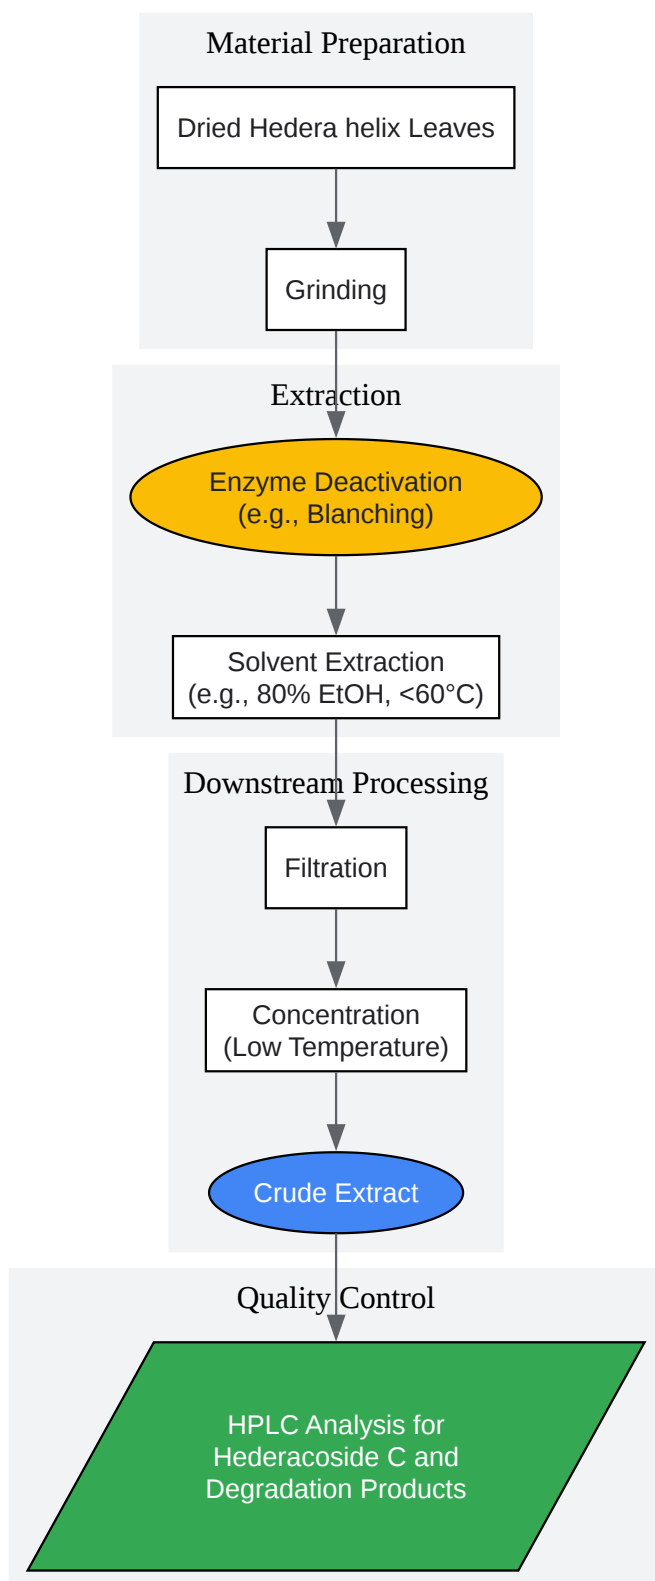 Material Preparation
Dried Hedera helix Leaves
Grinding
Extraction
Enzyme Deactivation
(e.g., Blanching)
Solvent Extraction
(e.g., 80% EtOH, <60°C)
Downstream Processing
Filtration
Concentration
(Low Temperature)
Crude Extract
Quality Control
HPLC Analysis for
Hederacoside C and
Degradation Products